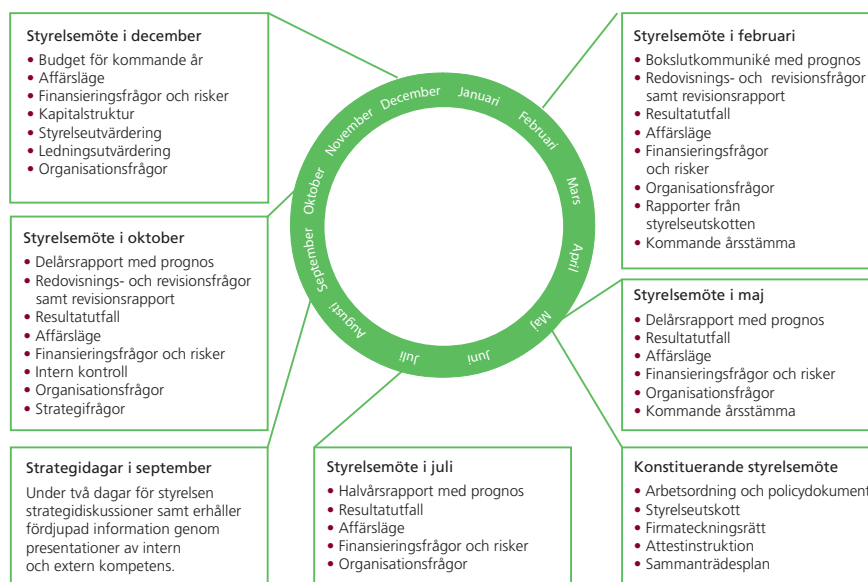 Styrelsemöte i december
• Budget för kommande år
• Affärsläge
• Finansieringsfrågor och risker
• Kapitalstruktur
• Styrelseutvärdering
• Ledningsutvärdering
• Organisationsfrågor
Styrelsemöte i oktober
• Delårsrapport med prognos
• Redovisnings- och revisionsfrågor
samt revisionsrapport
• Resultatutfall
• Affärsläge
• Finansieringsfrågor och risker
• Intern kontroll
• Organisationsfrågor
• Strategifrågor
Strategidagar i september
Under två dagar för styrelsen
strategidiskussioner samt erhåller
fördjupad information genom
presentationer av intern
och extern kompetens.
Januari
Februari
Mars
April
Maj
Juni
Juli
Augusti
September
Oktober
November
December
Styrelsemöte i juli
• Halvårsrapport med prognos
• Resultatutfall
• Affärsläge
• Finansieringsfrågor och risker
• Organisationsfrågor
Styrelsemöte i februari
• Bokslutkommuniké med prognos
• Redovisnings- och revisionsfrågor
samt revisionsrapport
• Resultatutfall
• Affärsläge
• Finansieringsfrågor
och risker
• Organisationsfrågor
• Rapporter från
styrelseutskotten
• Kommande årsstämma
Styrelsemöte i maj
• Delårsrapport med prognos
• Resultatutfall
• Affärsläge
• Finansieringsfrågor och risker
• Organisationsfrågor
• Kommande årsstämma
Konstituerande styrelsemöte
• Arbetsordning och policydokument
• Styrelseutskott
• Firmateckningsrätt
• Attestinstruktion
• Sammanträdesplan